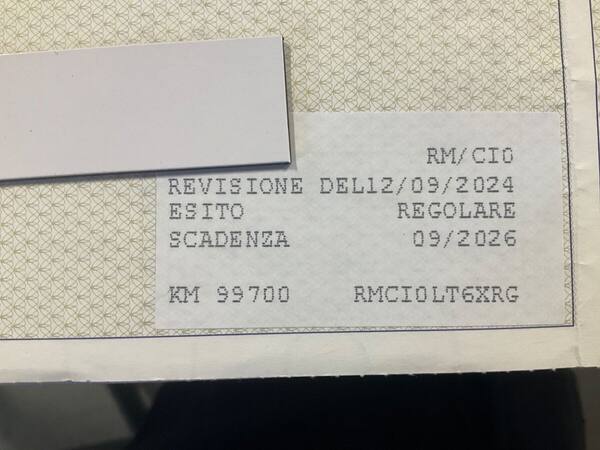 RM/CI0
REVISIONE DEL12/09/2024
ESITO REGOLARE
SCADENZA 09/2026
KM 99700 RMCI0LT6XRG